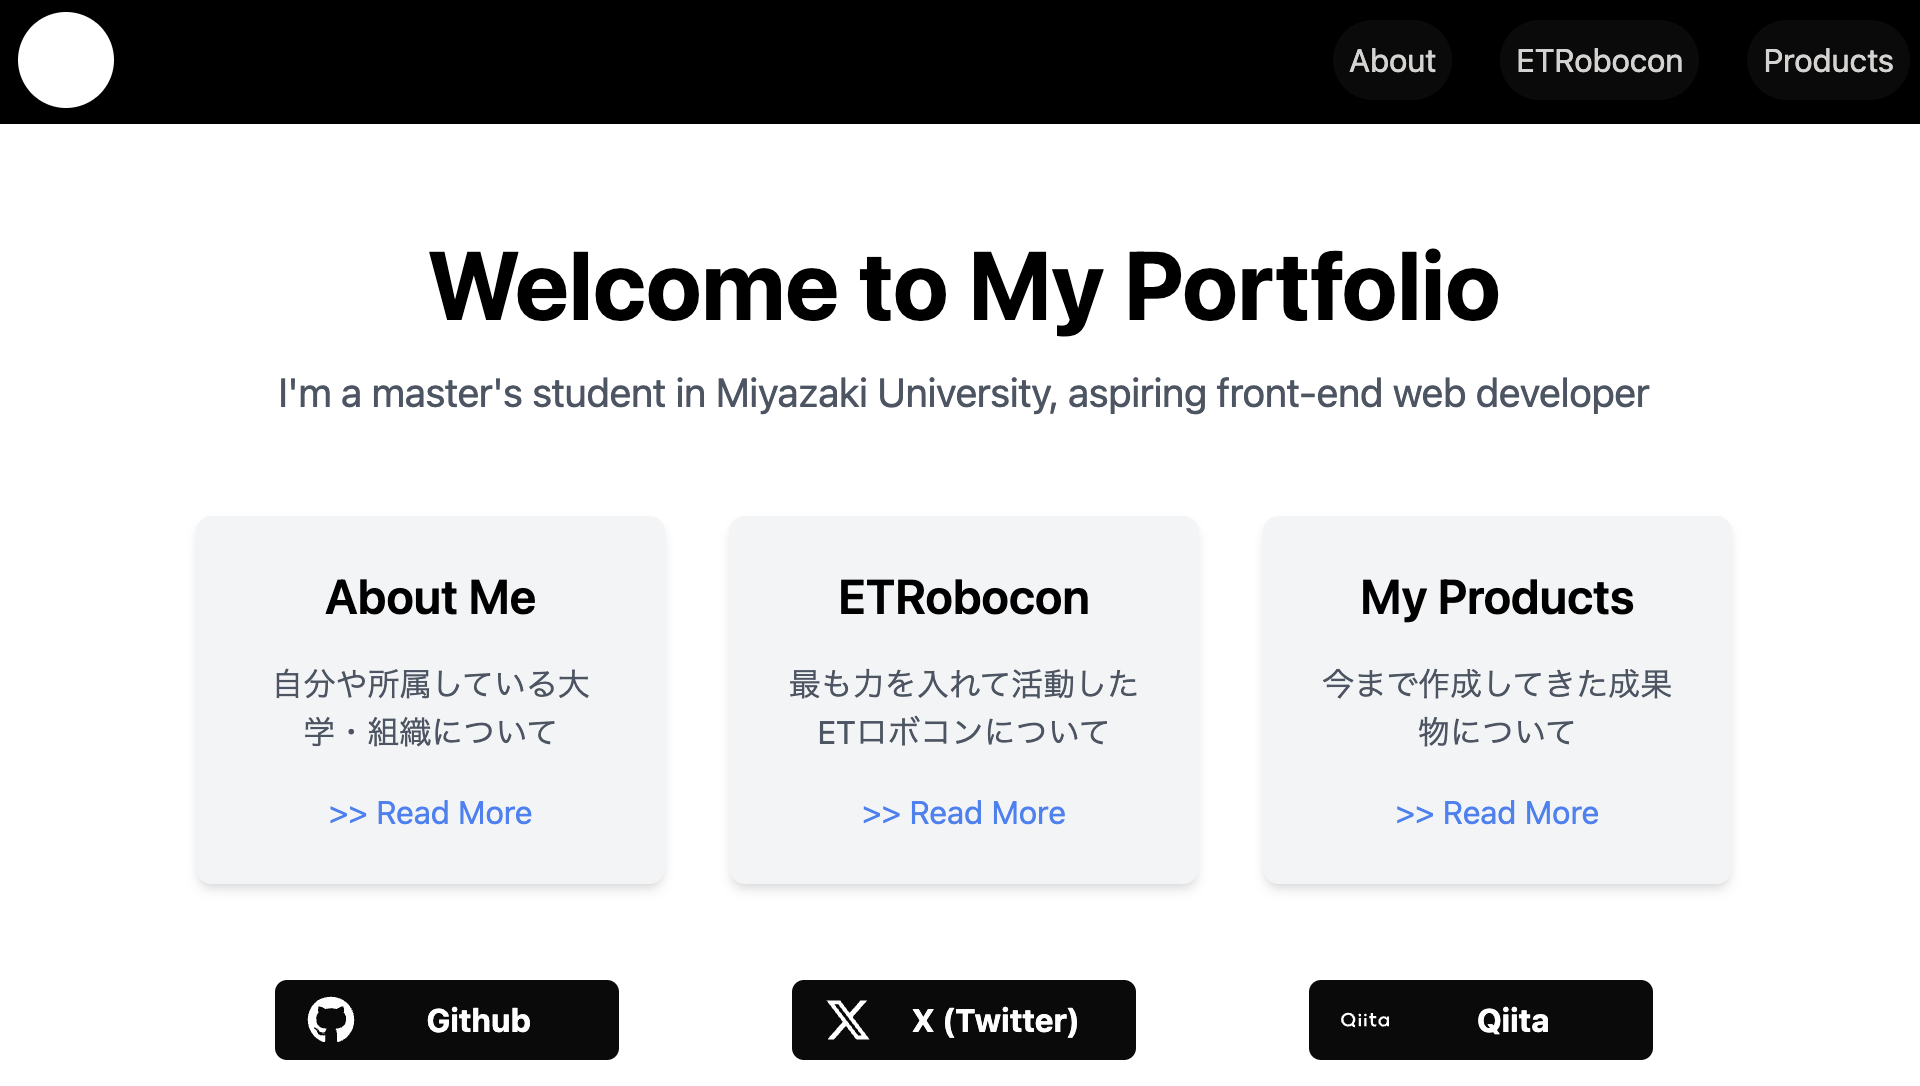 About
ETRobocon
Products
Welcome to My Portfolio
I'm a master's student in Miyazaki University, aspiring front-end web developer
About Me
自分や所属している大
学・組織について
>> Read More
ETRobocon
最も力を入れて活動した
ETロボコンについて
>> Read More
My Products
今まで作成してきた成果
物について
>> Read More
Github
X (Twitter)
Qiita
Qiita